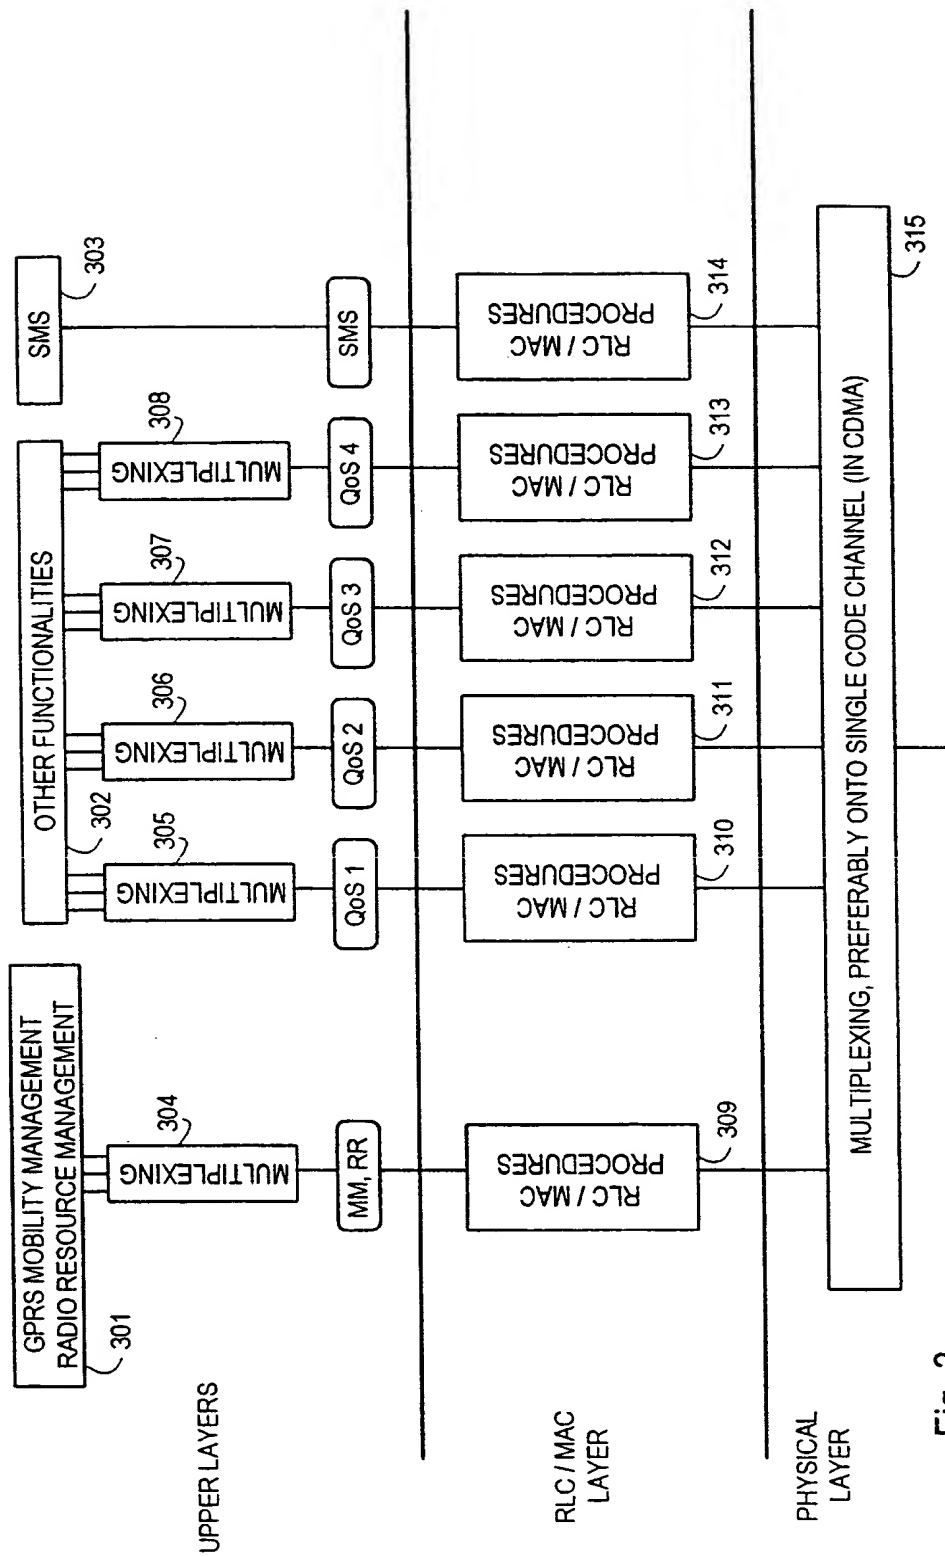 UPPER LAYERS
GPRS MOBILITY MANAGEMENT
RADIO RESOURCE MANAGEMENT
301
OTHER FUNCTIONALITIES
302
SMS
303
MULTIPLEXING
304
MULTIPLEXING
305
MULTIPLEXING
306
MULTIPLEXING
307
MULTIPLEXING
308
MM, RR
QoS 1
QoS 2
QoS 3
QoS 4
SMS
RLC / MAC
LAYER
RLC / MAC
PROCEDURES
309
RLC / MAC
PROCEDURES
310
RLC / MAC
PROCEDURES
311
RLC / MAC
PROCEDURES
312
RLC / MAC
PROCEDURES
313
RLC / MAC
PROCEDURES
314
PHYSICAL
LAYER
MULTIPLEXING, PREFERABLY ONTO SINGLE CODE CHANNEL (IN CDMA)
315
Fig.